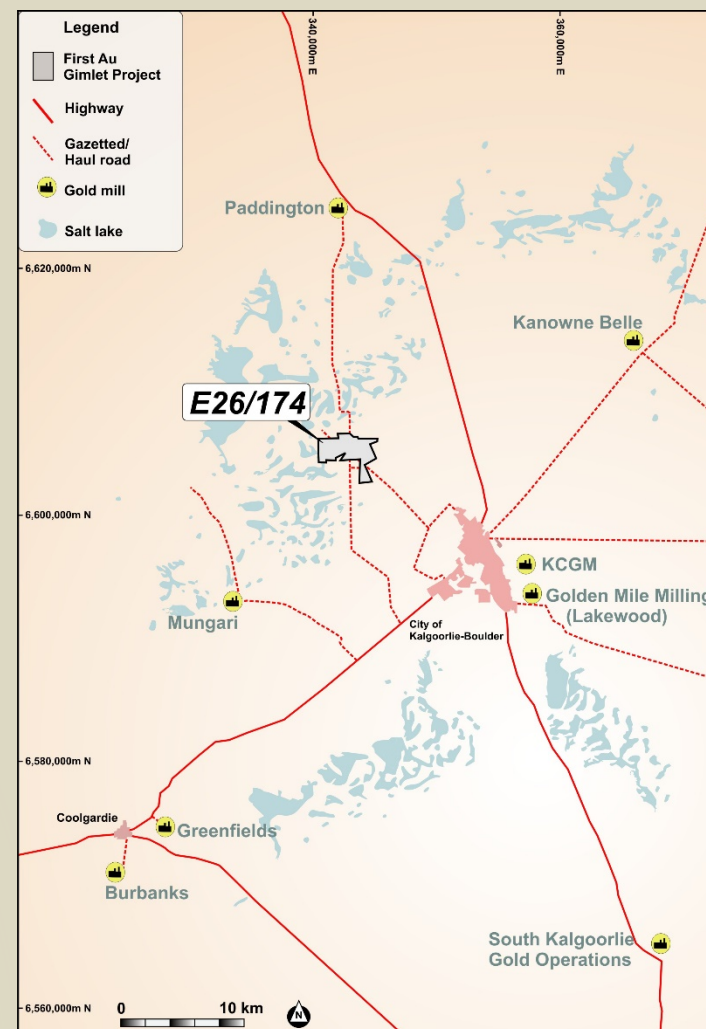 Legend
First Au
Gimlet Project
Highway
Gazetted/
Haul road
Gold mill
Salt lake
340,000m E
360,000m E
Paddington
6,620,000m N
Kanowne Belle
E26/174
6,600,000m N
KCGM
Golden Mile Milling
(Lakewood)
Mungari
City of
Kalgoorlie-Boulder
6,580,000m N
Coolgardie
Greenfields
Burbanks
South Kalgoorlie
Gold Operations
6,560,000m N
0 10 km
N